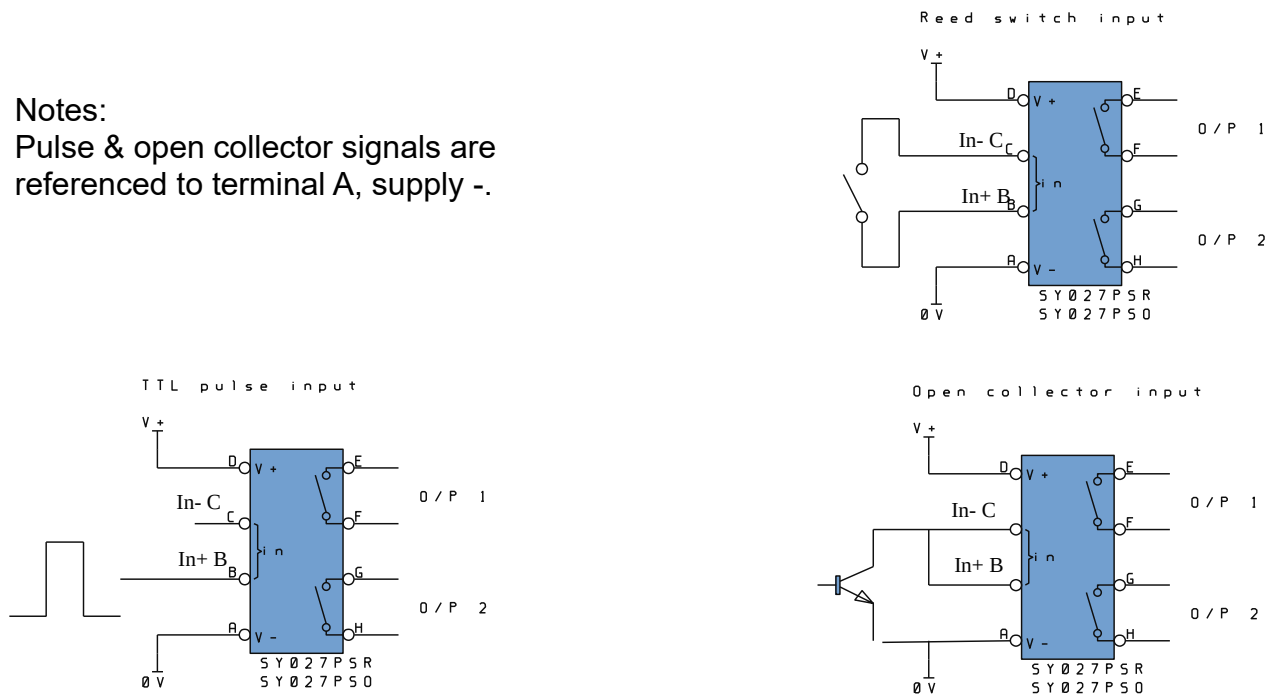 Reed switch input
V +
Notes:
Pulse & open collector signals are
referenced to terminal A, supply -.
D V + E
O/P 1
In- C C F
in
In+ B B G
O/P 2
A V - H
0V
SY027PSR
SY027PSO
TTL pulse input
V +
D V + E
O/P 1
In- C C F
in
In+ B B G
O/P 2
A V - H
0V
SY027PSR
SY027PSO
Open collector input
V +
D V + E
O/P 1
In- C C F
in
In+ B B G
O/P 2
A V - H
0V
SY027PSR
SY027PSO